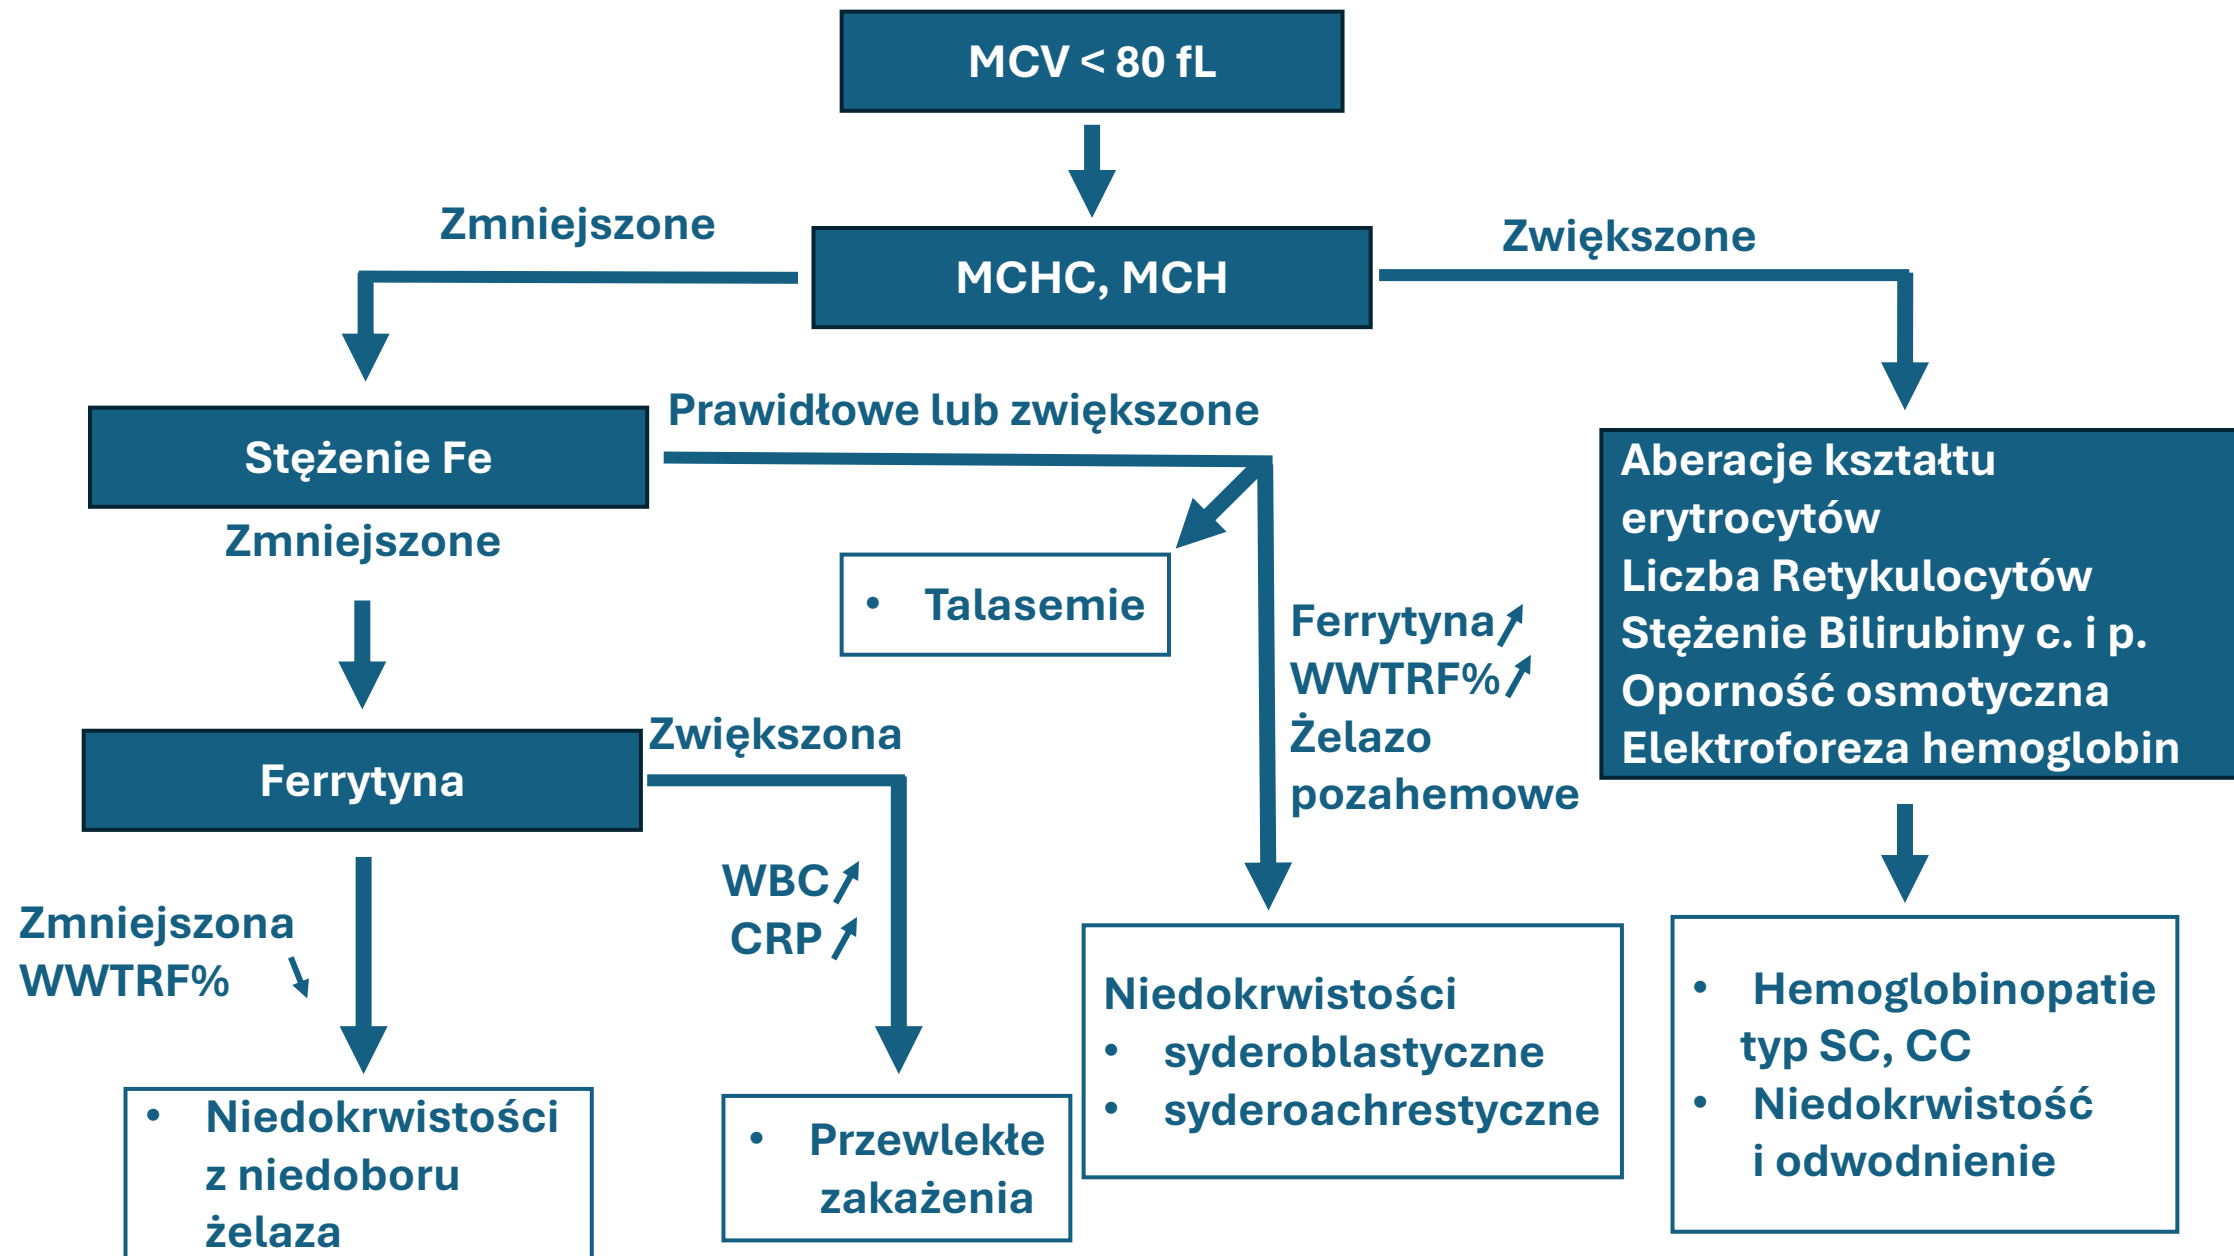 MCV < 80 fL
Zmniejszone
Zwiększone
MCHC, MCH
Prawidłowe lub zwiększone
Stężenie Fe
Zmniejszone
Aberacje kształtu
erytrocytów
Liczba Retykulocytów
Stężenie Bilirubiny c. i p.
Oporność osmotyczna
Elektroforeza hemoglobin
• Talasemie
Ferrytyna
WWTRF%
Żelazo
pozahemowe
Zwiększona
Ferrytyna
WBC
CRP
Zmniejszona
WWTRF%
Niedokrwistości
• syderoblastyczne
• syderoachrestyczne
• Hemoglobinopatie
typ SC, CC
• Niedokrwistość
i odwodnienie
• Niedokrwistości
z niedoboru
żelaza
• Przewlekłe
zakażenia